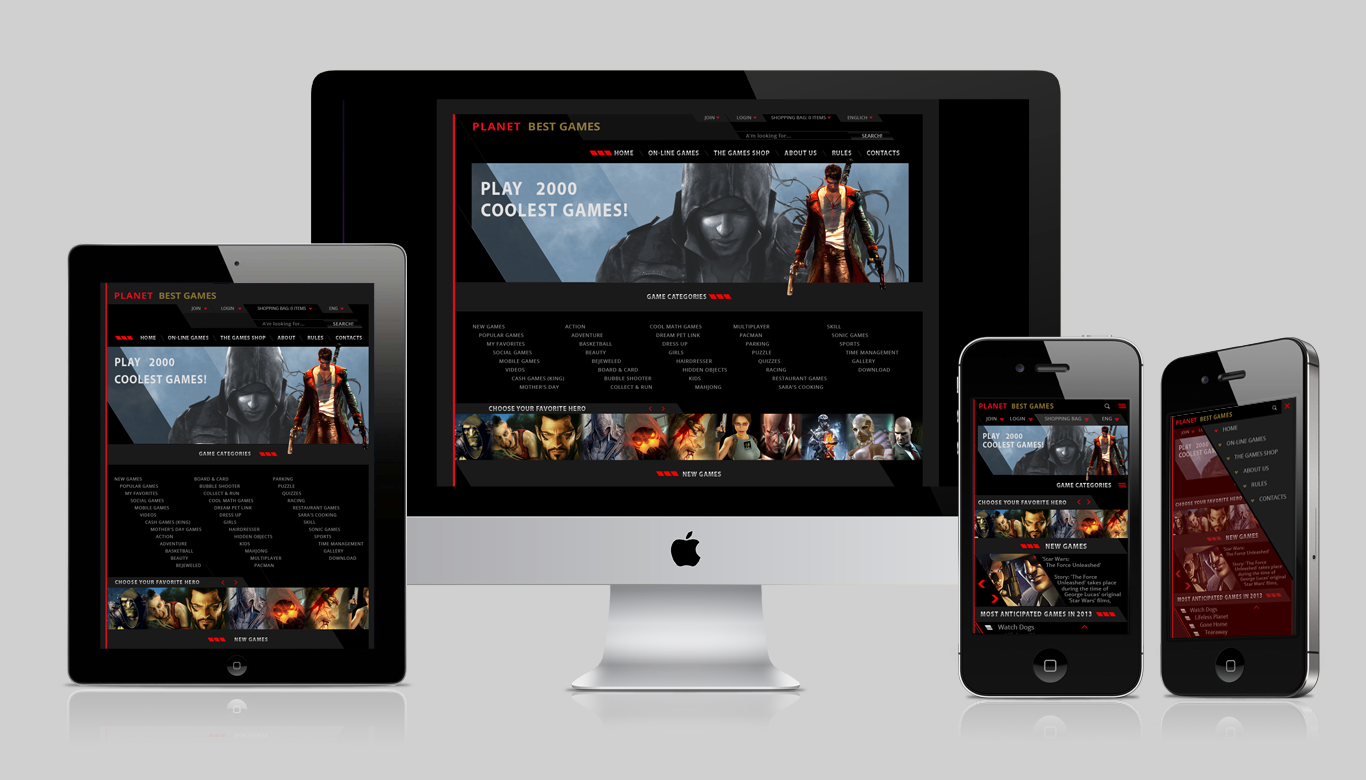 PLANET BEST GAMES
JOIN LOGIN SHOPPING BAG: 0 ITEMS ENGLICH
A'm looking for... SEARCH!
HOME ON-LINE GAMES THE GAMES SHOP ABOUT US RULES CONTACTS
PLAY 2000
COOLEST GAMES!
GAME CATEGORIES
NEW GAMES ACTION COOL MATH GAMES MULTIPLAYER SKILL
POPULAR GAMES ADVENTURE DREAM PET LINK PACMAN SONIC GAMES
MY FAVORITES BASKETBALL DRESS UP PARKING SPORTS
SOCIAL GAMES BEAUTY GIRLS PUZZLE TIME MANAGEMENT
MOBILE GAMES BEJEWELED HAIRDRESSER QUIZZES GALLERY
VIDEOS BOARD & CARD HIDDEN OBJECTS RACING DOWNLOAD
CASH GAMES (KING) BUBBLE SHOOTER KIDS RESTAURANT GAMES
MOTHER'S DAY COLLECT & RUN MAHJONG SARA'S COOKING
CHOOSE YOUR FAVORITE HERO
NEW GAMES
PLANET BEST GAMES
JOIN LOGIN SHOPPING BAG: 0 ITEMS ENG
A'm looking for... SEARCH!
HOME ON-LINE GAMES THE GAMES SHOP ABOUT RULES CONTACTS
PLAY 2000
COOLEST GAMES!
GAME CATEGORIES
NEW GAMES BOARD & CARD PARKING
POPULAR GAMES BUBBLE SHOOTER PUZZLE
MY FAVORITES COLLECT & RUN QUIZZES
SOCIAL GAMES COOL MATH GAMES RACING
MOBILE GAMES DREAM PET LINK RESTAURANT GAMES
VIDEOS DRESS UP SARA'S COOKING
CASH GAMES (KING) GIRLS SKILL
MOTHER'S DAY GAMES HAIRDRESSER SONIC GAMES
ACTION HIDDEN OBJECTS SPORTS
ADVENTURE KIDS TIME MANAGEMENT
BASKETBALL MAHJONG GALLERY
BEAUTY MULTIPLAYER DOWNLOAD
BEJEWELED PACMAN
CHOOSE YOUR FAVORITE HERO
NEW GAMES
PLANET BEST GAMES
JOIN LOGIN SHOPPING BAG ENG
PLAY 2000
COOLEST GAMES!
GAME CATEGORIES
CHOOSE YOUR FAVORITE HERO
NEW GAMES
'Star Wars:
The Force Unleashed'
Story: 'The Force
Unleashed' takes place
during the time of
George Lucas' original
'Star Wars' films,
MOST ANTICIPATED GAMES IN 2013
Watch Dogs
PLANET BEST GAMES
JOIN
HOME
ON-LINE GAMES
THE GAMES SHOP
ABOUT US
RULES
CONTACTS
PLAY 2000
COOLEST
CHOOSE YOUR FAVORITE HERO
NEW GAMES
'Star Wars:
The Force Unleashed'
Story: 'The Force
Unleashed' takes place
during the time of
George Lucas' original
'Star Wars' films,
MOST ANTICIPATED GAMES IN 2013
Watch Dogs
Lifeless Planet
Gone Home
Tearaway